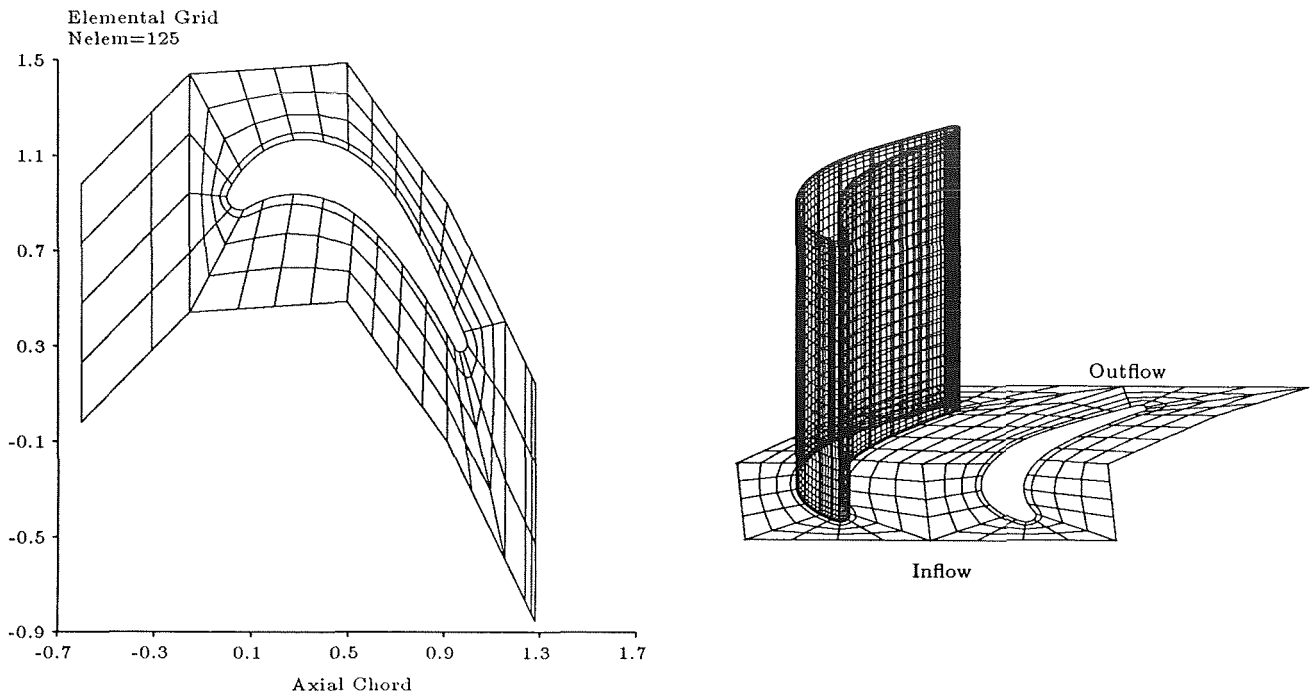 Elemental Grid
Nelem=125
1.5
1.1
0.7
0.3
-0.1
-0.5
-0.9
-0.7 -0.3 0.1 0.5 0.9 1.3 1.7
Axial Chord
Outflow
Inflow